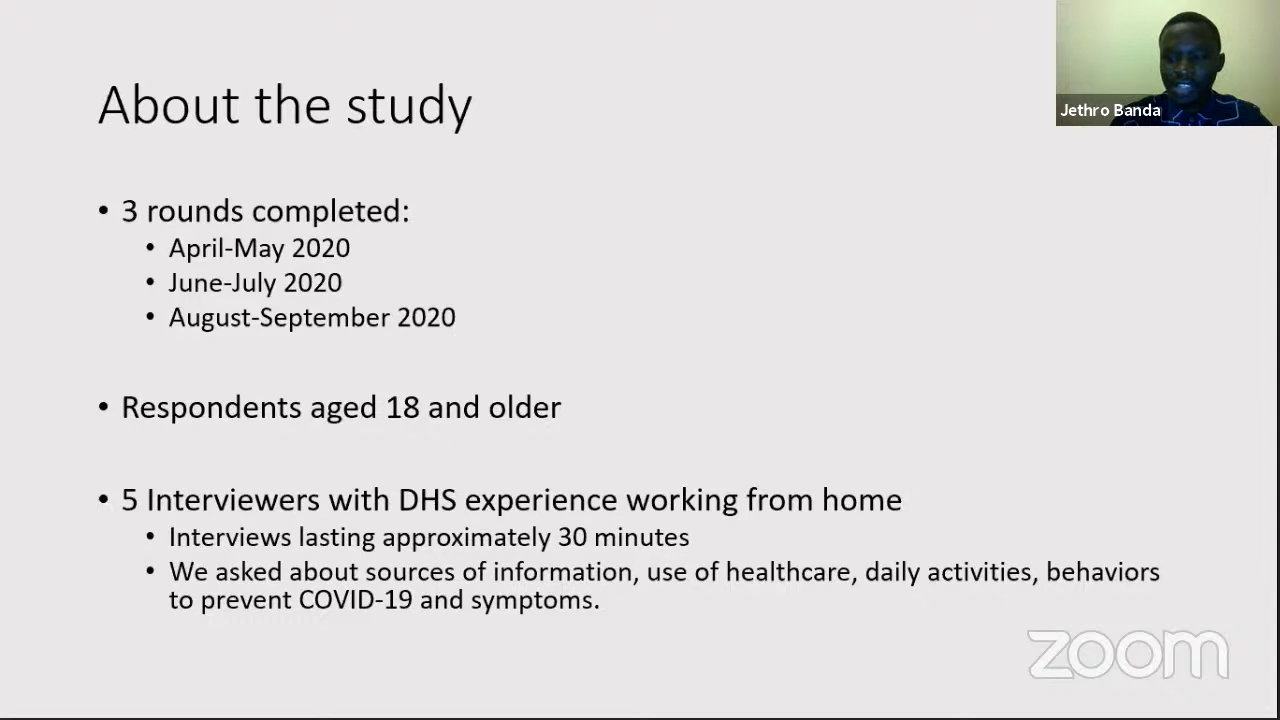 About the study
Jethro Banda
• 3 rounds completed:
• April-May 2020
• June-July 2020
• August-September 2020
• Respondents aged 18 and older
• 5 Interviewers with DHS experience working from home
• Interviews lasting approximately 30 minutes
• We asked about sources of information, use of healthcare, daily activities, behaviors
to prevent COVID-19 and symptoms.
zoom